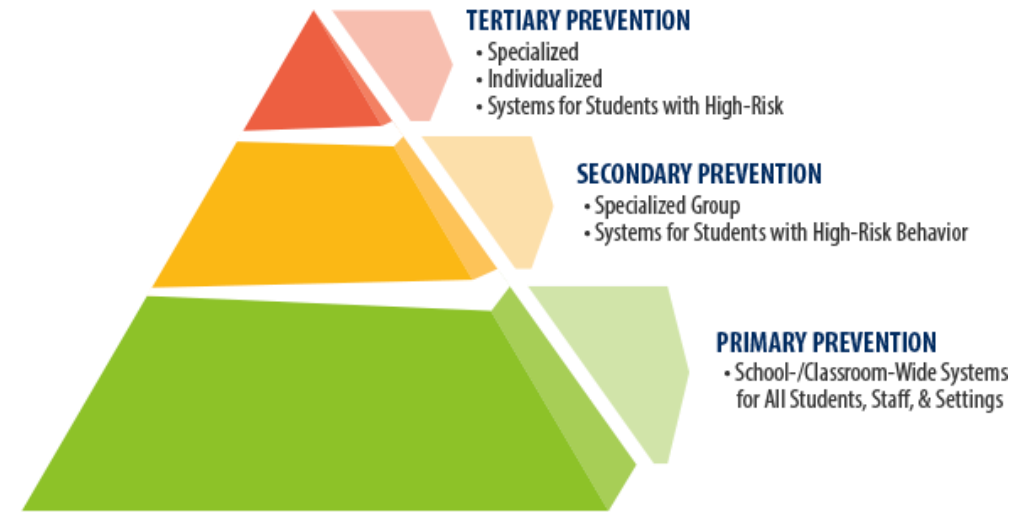 TERTIARY PREVENTION
• Specialized
• Individualized
• Systems for Students with High-Risk
SECONDARY PREVENTION
• Specialized Group
• Systems for Students with High-Risk Behavior
PRIMARY PREVENTION
• School-/Classroom-Wide Systems
for All Students, Staff, & Settings